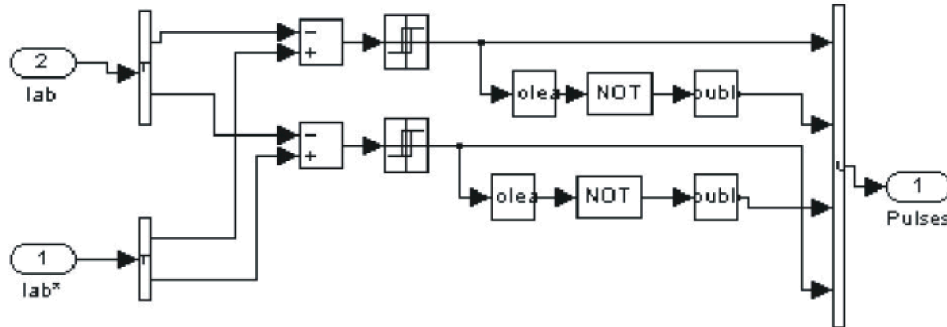 −
+
2
Iab
olea
NOT
oubl
−
+
olea
NOT
oubl
1
Pulses
1
Iab*